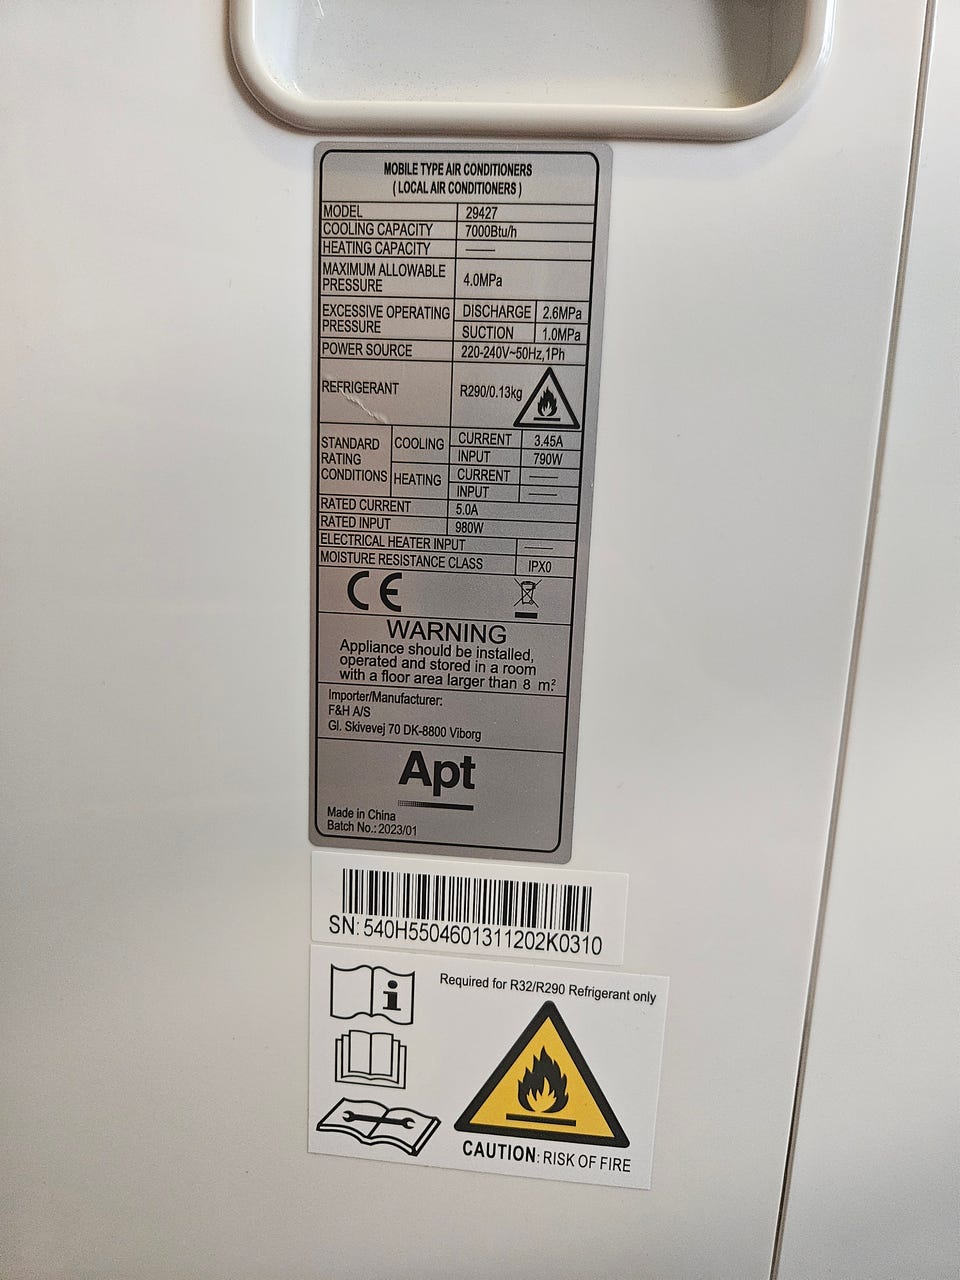 MOBILE TYPE AIR CONDITIONERS
( LOCAL AIR CONDITIONERS )
MODEL 29427
COOLING CAPACITY 7000Btu/h
HEATING CAPACITY ——
MAXIMUM ALLOWABLE
PRESSURE 4.0MPa
EXCESSIVE OPERATING
PRESSURE
DISCHARGE 2.6MPa
SUCTION 1.0MPa
POWER SOURCE 220-240V~50Hz,1Ph
REFRIGERANT R290/0.13kg
STANDARD
RATING
CONDITIONS
COOLING CURRENT 3.45A
INPUT 790W
HEATING CURRENT ——
INPUT ——
RATED CURRENT 5.0A
RATED INPUT 980W
ELECTRICAL HEATER INPUT ——
MOISTURE RESISTANCE CLASS IPX0
CE
WARNING
Appliance should be installed,
operated and stored in a room
with a floor area larger than 8 m².
Importer/Manufacturer:
F&H A/S
Gl. Skivevej 70 DK-8800 Viborg
Apt
Made in China
Batch No.: 2023/01
SN: 540H5504601311202K0310
Required for R32/R290 Refrigerant only
CAUTION: RISK OF FIRE